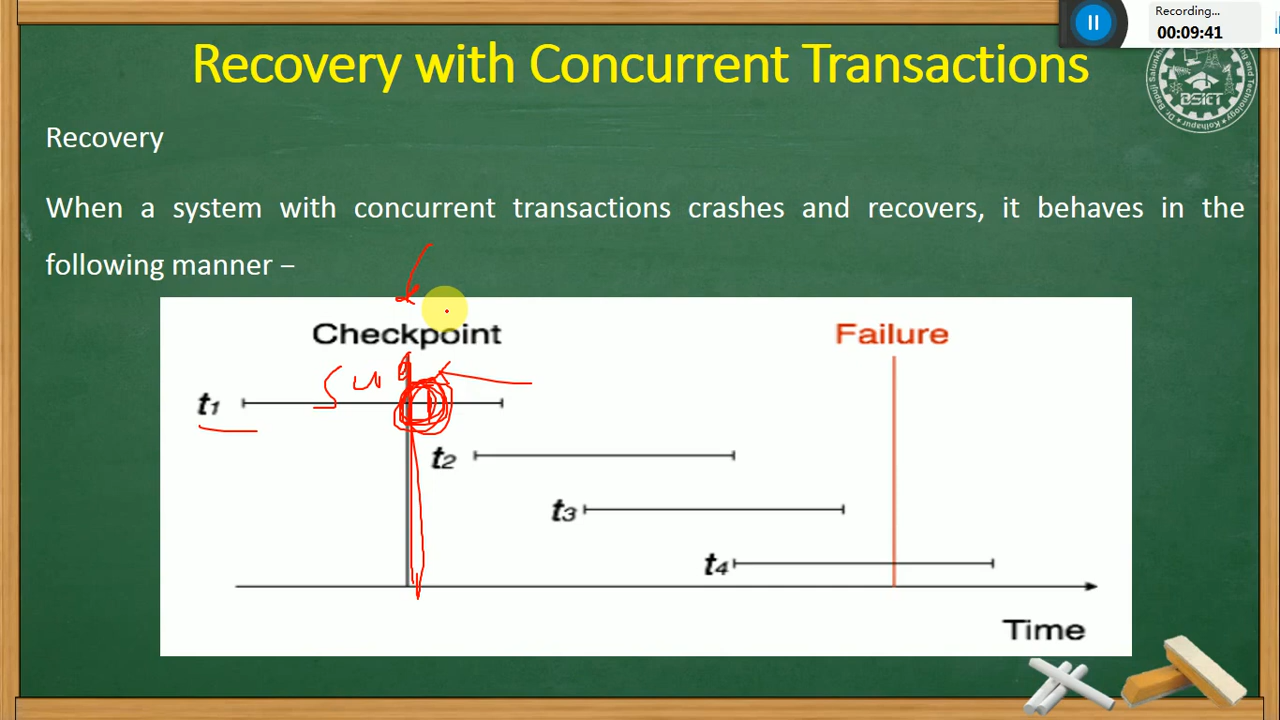 Recording...
00:09:41
Recovery with Concurrent Transactions
BSIET
Recovery
When a system with concurrent transactions crashes and recovers, it behaves in the
following manner –
Checkpoint
Failure
t1
t2
t3
t4
Time